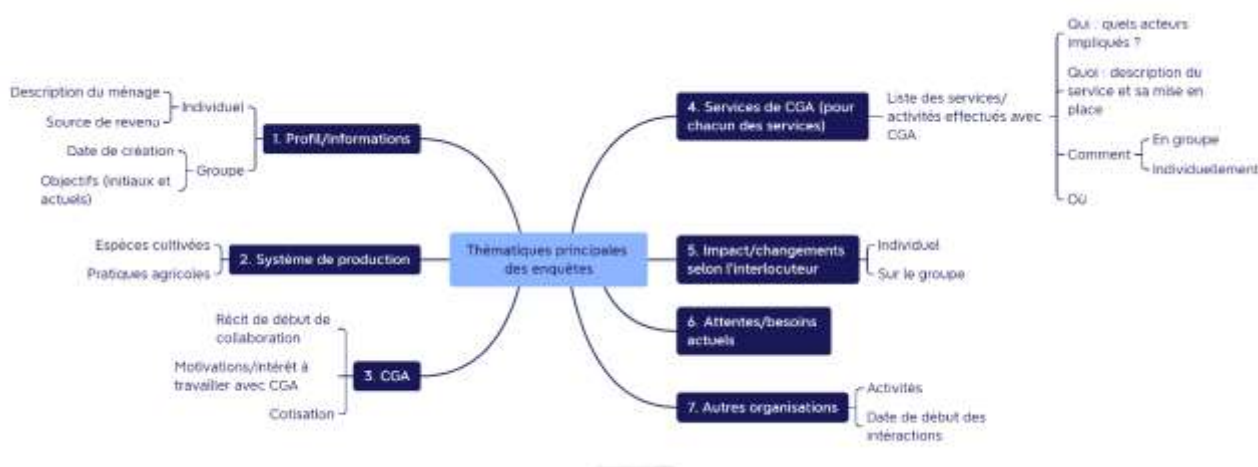 Thématiques principales
des enquêtes
1. Profil/informations
Individuel
Description du ménage
Source de revenu
Groupe
Date de création
Objectifs (initiaux et
actuels)
2. Système de production
Espèces cultivées
Pratiques agricoles
3. CGA
Récit de début de
collaboration
Motivations/intérêt à
travailler avec CGA
Cotisation
4. Services de CGA (pour
chacun des services)
Liste des services/
activités effectués avec
CGA
Qui : quels acteurs
impliqués ?
Quoi : description du
service et sa mise en
place
Comment
En groupe
Individuellement
Où
5. Impact/changements
selon l'interlocuteur
Individuel
Sur le groupe
6. Attentes/besoins
actuels
7. Autres organisations
Activités
Date de début des
intéractions